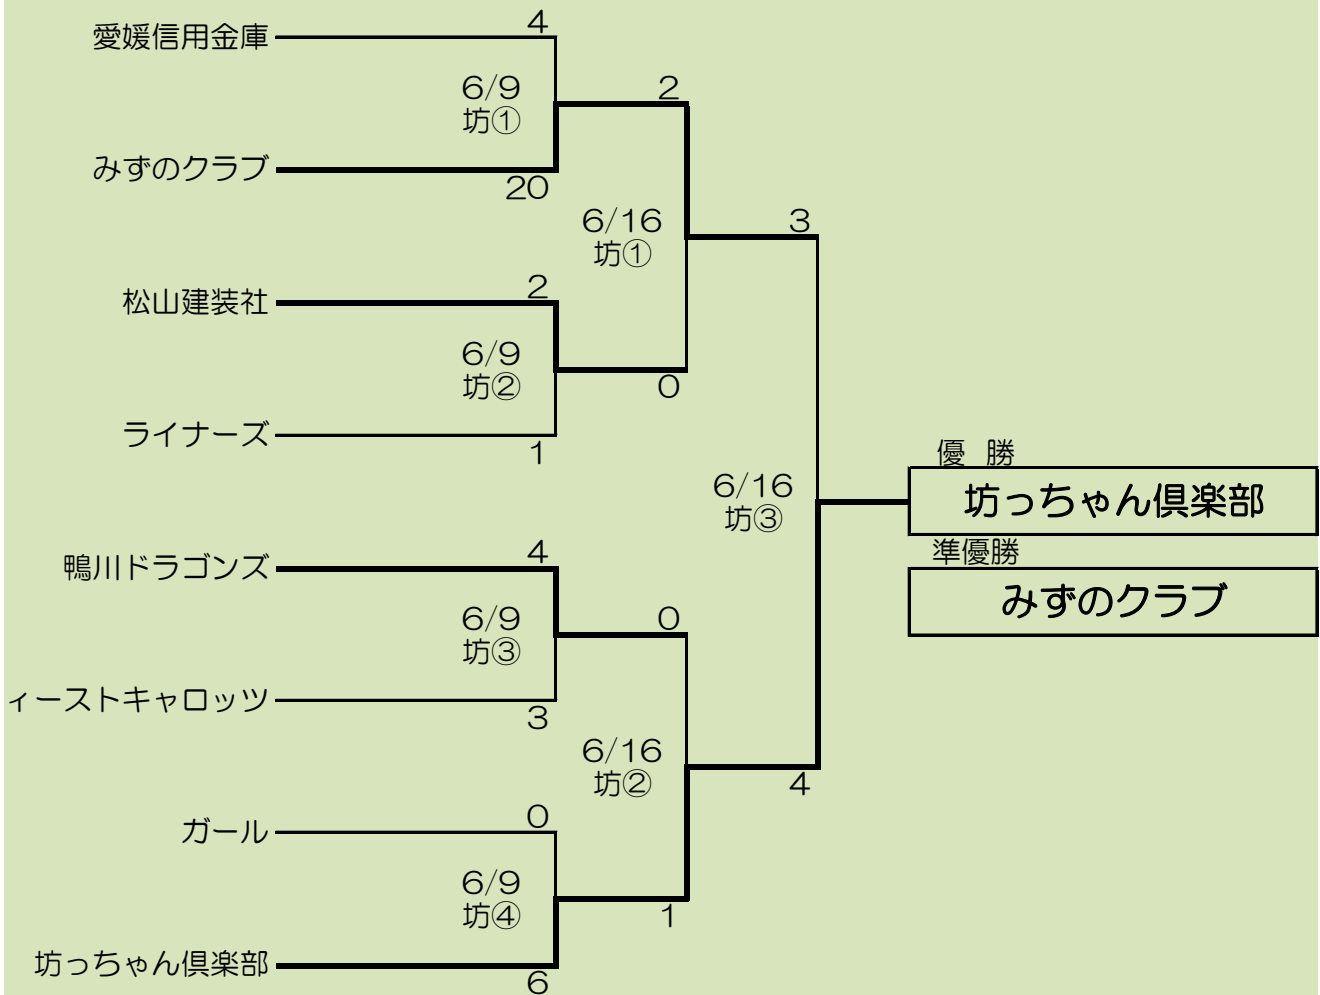 愛媛信用金庫
4
6/9
坊①
2
みずのクラブ
20
6/16
坊①
3
松山建装社
2
6/9
坊②
0
ライナーズ
1
6/16
坊③
優 勝
坊っちゃん倶楽部
準優勝
みずのクラブ
鴨川ドラゴンズ
4
6/9
坊③
0
ィーストキャロッツ
3
6/16
坊②
4
ガール
0
6/9
坊④
1
坊っちゃん倶楽部
6